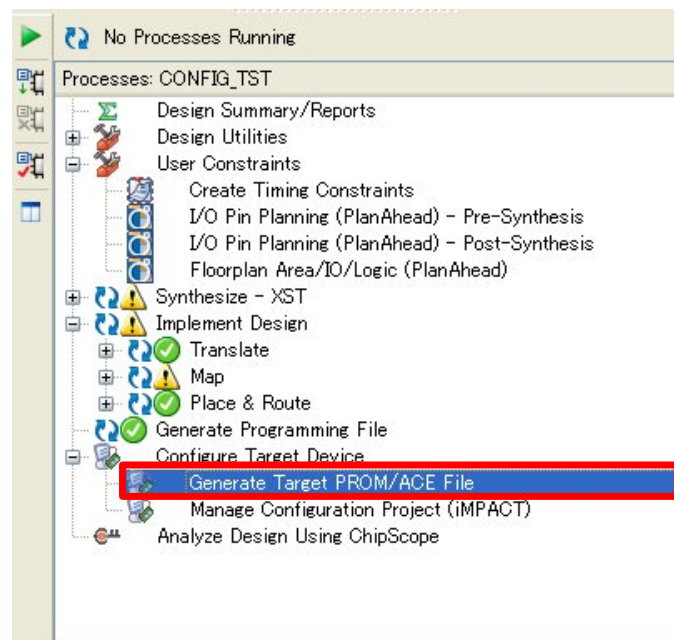 No Processes Running
Processes: CONFIG_TST
Design Summary/Reports
Design Utilities
User Constraints
Create Timing Constraints
I/O Pin Planning (PlanAhead) - Pre-Synthesis
I/O Pin Planning (PlanAhead) - Post-Synthesis
Floorplan Area/IO/Logic (PlanAhead)
Synthesize - XST
Implement Design
Translate
Map
Place & Route
Generate Programming File
Configure Target Device
Generate Target PROM/ACE File
Manage Configuration Project (iMPACT)
Analyze Design Using ChipScope